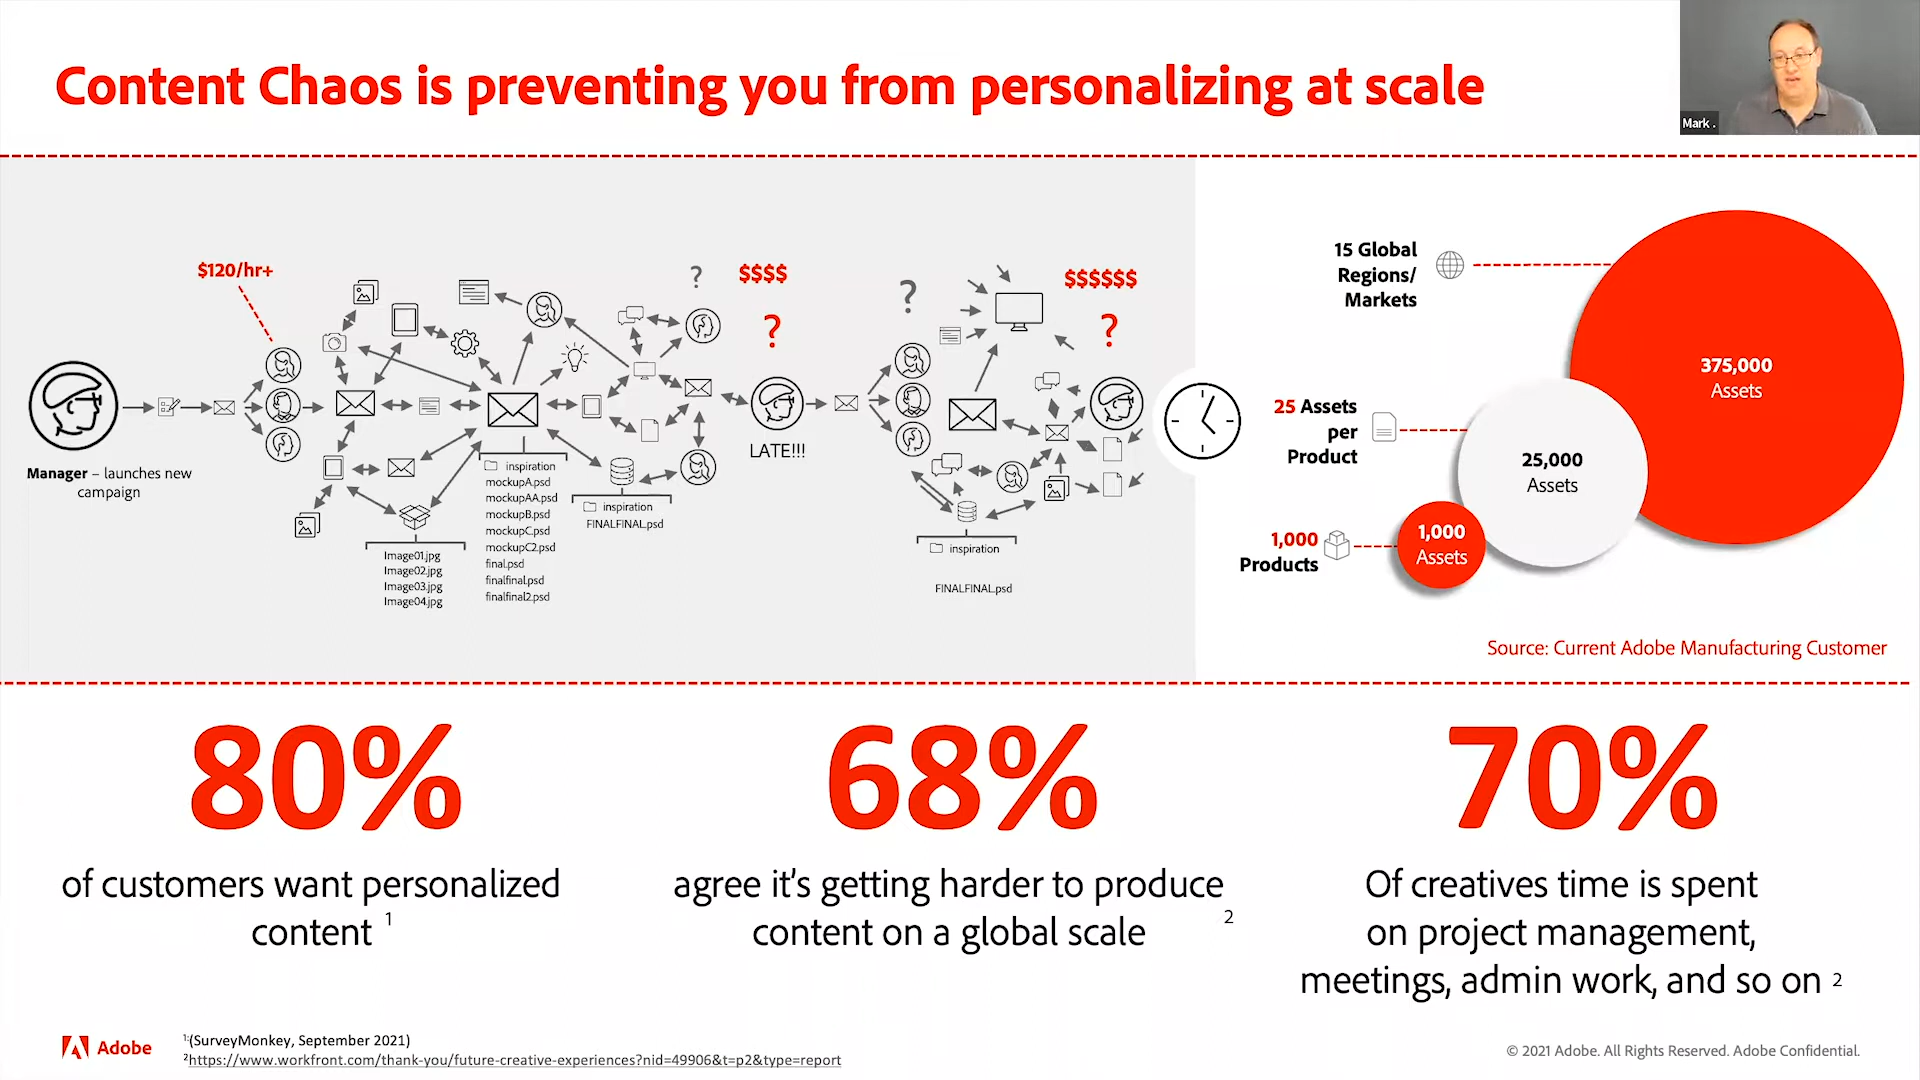 Content Chaos is preventing you from personalizing at scale
Mark .
$120/hr+
?
$$$$
?
?
$$$$$$
?
Manager – launches new
campaign
LATE!!!
inspiration
mockupA.psd
mockupAA.psd
mockupB.psd
mockupC.psd
mockupC2.psd
final.psd
finalfinal.psd
finalfinal2.psd
inspiration
FINALFINAL.psd
Image01.jpg
Image02.jpg
Image03.jpg
Image04.jpg
inspiration
FINALFINAL.psd
15 Global
Regions/
Markets
375,000
Assets
25 Assets
per
Product
25,000
Assets
1,000
Products
1,000
Assets
Source: Current Adobe Manufacturing Customer
80%
of customers want personalized
content 1
68%
agree it's getting harder to produce
content on a global scale 2
70%
Of creatives time is spent
on project management,
meetings, admin work, and so on 2
Adobe
1:(SurveyMonkey, September 2021)
2https://www.workfront.com/thank-you/future-creative-experiences?nid=49906&t=p2&type=report
© 2021 Adobe. All Rights Reserved. Adobe Confidential.